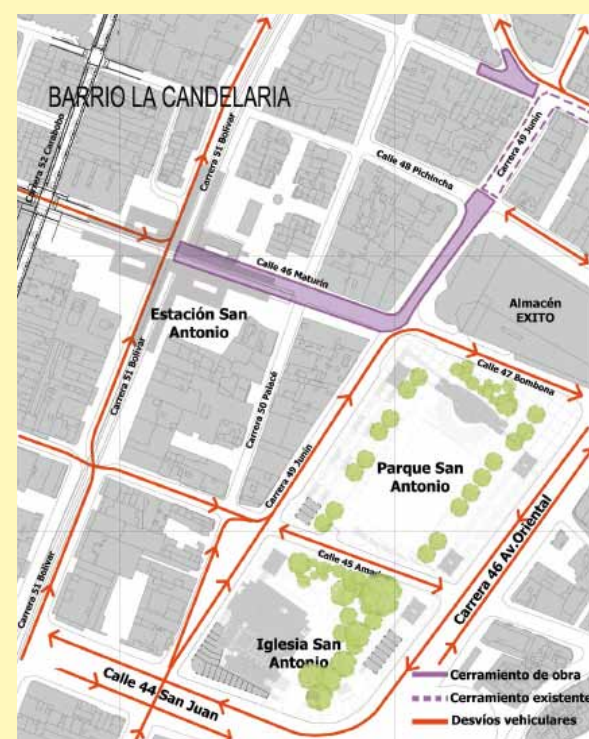 BARRIO LA CANDELARIA
Carrera 52 Carabobo
Carrera 51 Bolívar
Carrera 49 Junín
Calle 48 Pichincha
Calle 46 Maturín
Almacén
EXITO
Estación San
Antonio
Carrera 51 Bolívar
Carrera 50 Palacé
Calle 47 Bombona
Carrera 49 Junín
Parque San
Antonio
Calle 45 Amad
Carrera 46 Av.Oriental
Carrera 51 Bolívar
Iglesia San
Antonio
Calle 44 San Juan
Cerramiento de obra
Cerramiento existente
Desvíos vehiculares